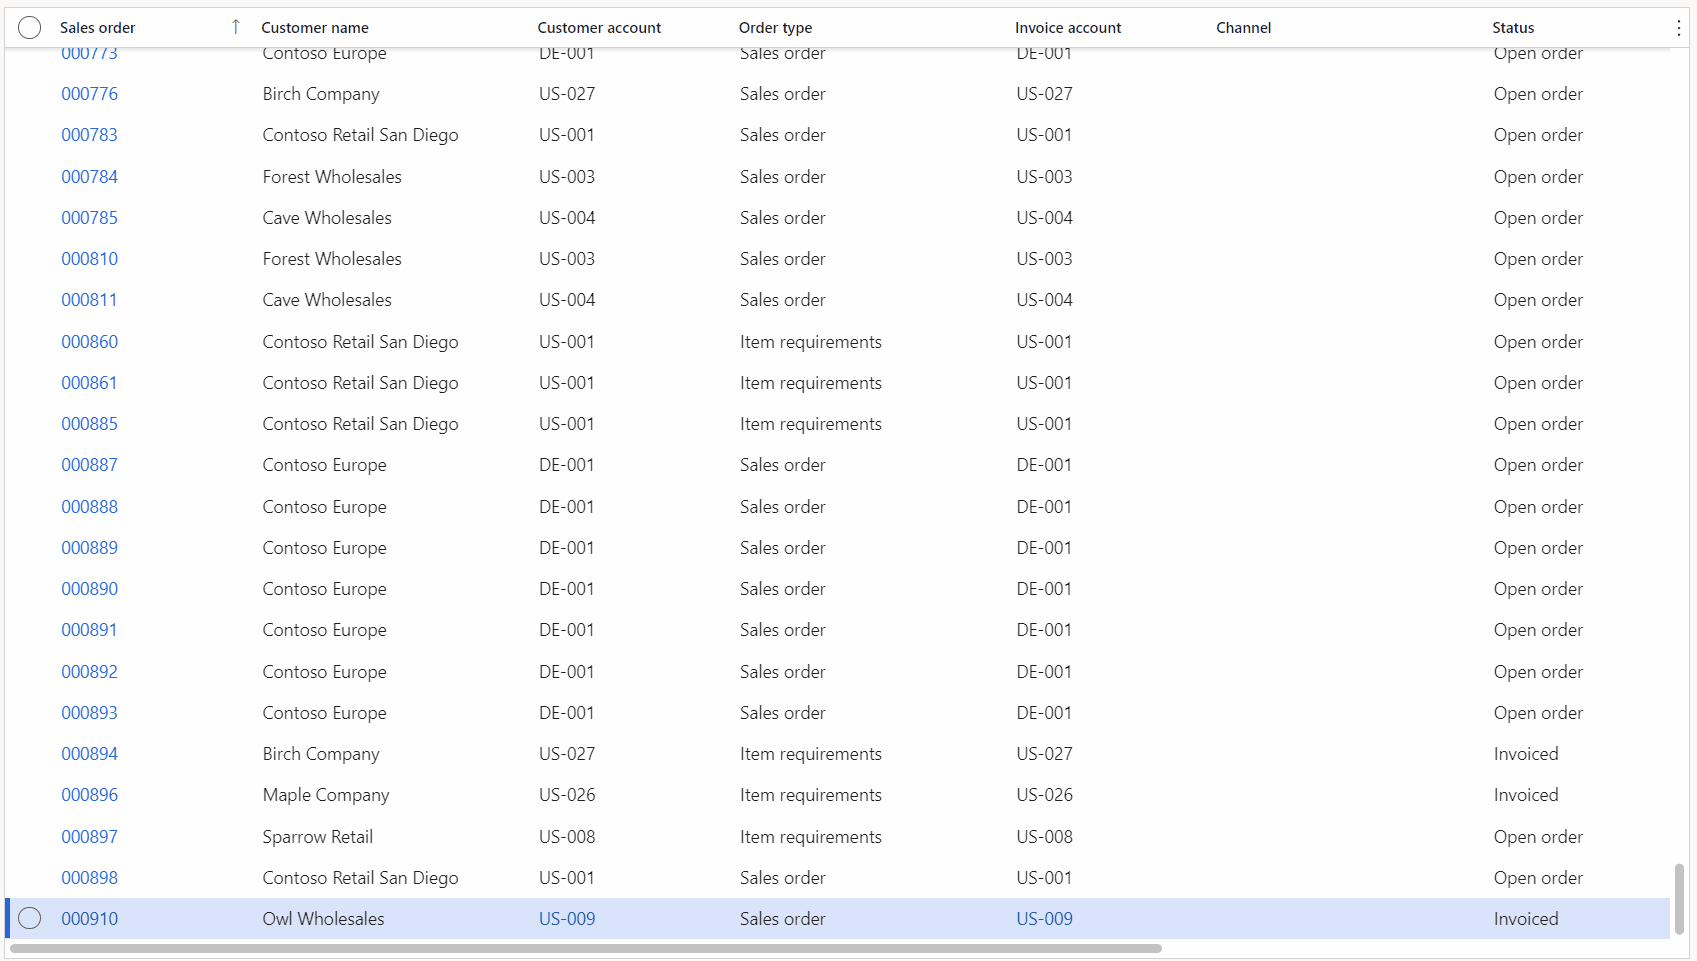 Sales order ↑ Customer name Customer account Order type Invoice account Channel Status
000773 Contoso Europe DE-001 Sales order DE-001 Open order
000776 Birch Company US-027 Sales order US-027 Open order
000783 Contoso Retail San Diego US-001 Sales order US-001 Open order
000784 Forest Wholesales US-003 Sales order US-003 Open order
000785 Cave Wholesales US-004 Sales order US-004 Open order
000810 Forest Wholesales US-003 Sales order US-003 Open order
000811 Cave Wholesales US-004 Sales order US-004 Open order
000860 Contoso Retail San Diego US-001 Item requirements US-001 Open order
000861 Contoso Retail San Diego US-001 Item requirements US-001 Open order
000885 Contoso Retail San Diego US-001 Item requirements US-001 Open order
000887 Contoso Europe DE-001 Sales order DE-001 Open order
000888 Contoso Europe DE-001 Sales order DE-001 Open order
000889 Contoso Europe DE-001 Sales order DE-001 Open order
000890 Contoso Europe DE-001 Sales order DE-001 Open order
000891 Contoso Europe DE-001 Sales order DE-001 Open order
000892 Contoso Europe DE-001 Sales order DE-001 Open order
000893 Contoso Europe DE-001 Sales order DE-001 Open order
000894 Birch Company US-027 Item requirements US-027 Invoiced
000896 Maple Company US-026 Item requirements US-026 Invoiced
000897 Sparrow Retail US-008 Item requirements US-008 Open order
000898 Contoso Retail San Diego US-001 Sales order US-001 Open order
000910 Owl Wholesales US-009 Sales order US-009 Invoiced